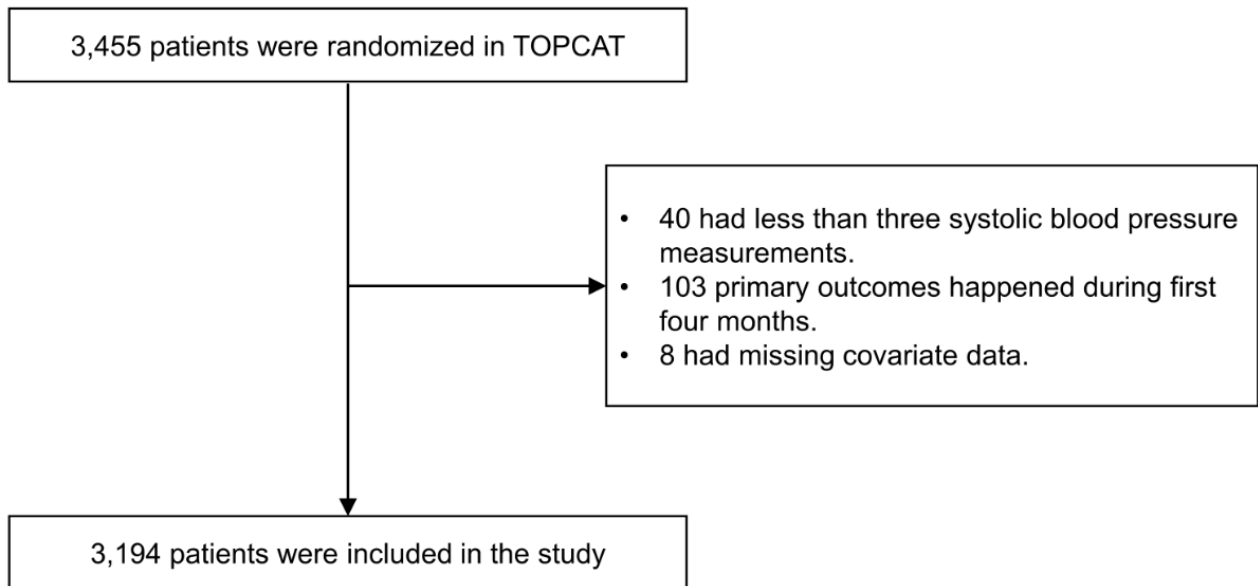 3,455 patients were randomized in TOPCAT
• 40 had less than three systolic blood pressure
measurements.
• 103 primary outcomes happened during first
four months.
• 8 had missing covariate data.
3,194 patients were included in the study